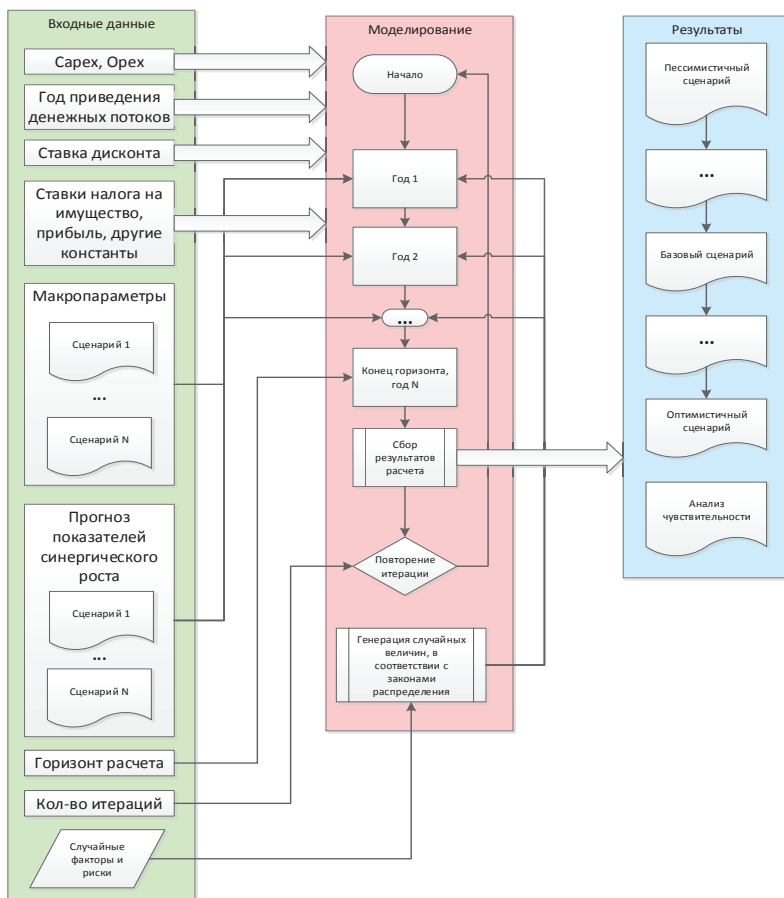 Входные данные
Capex, Opex
Год приведения
денежных потоков
Ставка дисконта
Ставки налога на
имущество,
прибыль, другие
константы
Макропараметры
Сценарий 1
...
Сценарий N
Прогноз
показателей
синергического
роста
Сценарий 1
...
Сценарий N
Горизонт расчета
Кол-во итераций
Случайные
факторы и
риски
Моделирование
Начало
Год 1
Год 2
...
Конец горизонта,
год N
Сбор
результатов
расчета
Повторение
итерации
Генерация случайных
величин, в
соответствии с
законами
распределения
Результаты
Пессимистичный
сценарий
...
Базовый сценарий
...
Оптимистичный
сценарий
Анализ
чувствительности